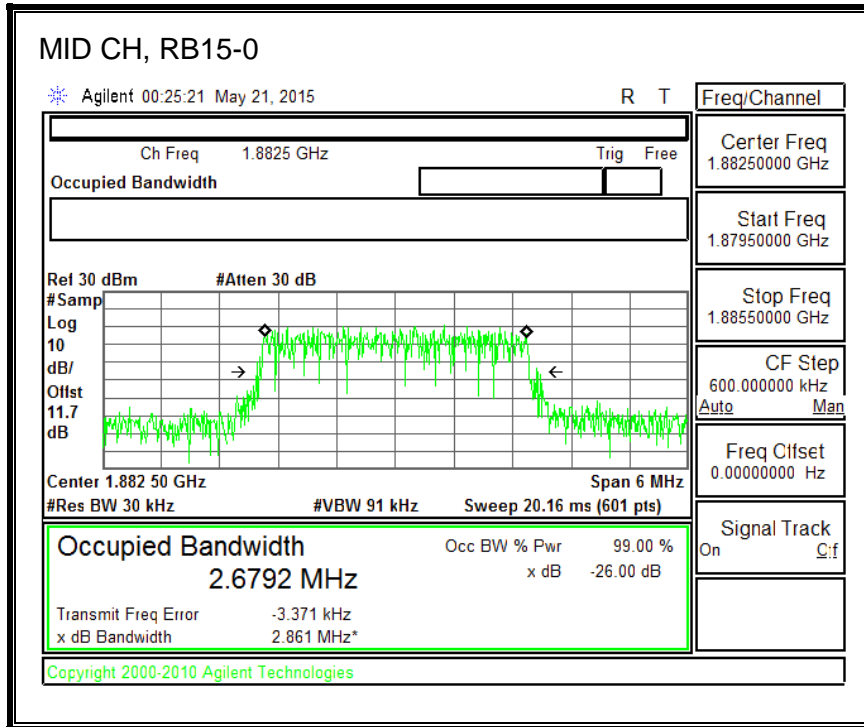 MID CH, RB15-0
Agilent 00:25:21 May 21, 2015 R T
Freq/Channel
Ch Freq 1.8825 GHz Trig Free
Occupied Bandwidth
Center Freq
1.88250000 GHz
Start Freq
1.87950000 GHz
Stop Freq
1.88550000 GHz
CF Step
600.000000 kHz
Auto Man
Freq Offset
0.00000000 Hz
Signal Track
On Off
Ref 30 dBm #Atten 30 dB
#Samp
Log
10
dB/
Offst
11.7
dB
Center 1.882 50 GHz Span 6 MHz
#Res BW 30 kHz #VBW 91 kHz Sweep 20.16 ms (601 pts)
Occupied Bandwidth
2.6792 MHz
Occ BW % Pwr 99.00 %
x dB -26.00 dB
Transmit Freq Error -3.371 kHz
x dB Bandwidth 2.861 MHz*
Copyright 2000-2010 Agilent Technologies